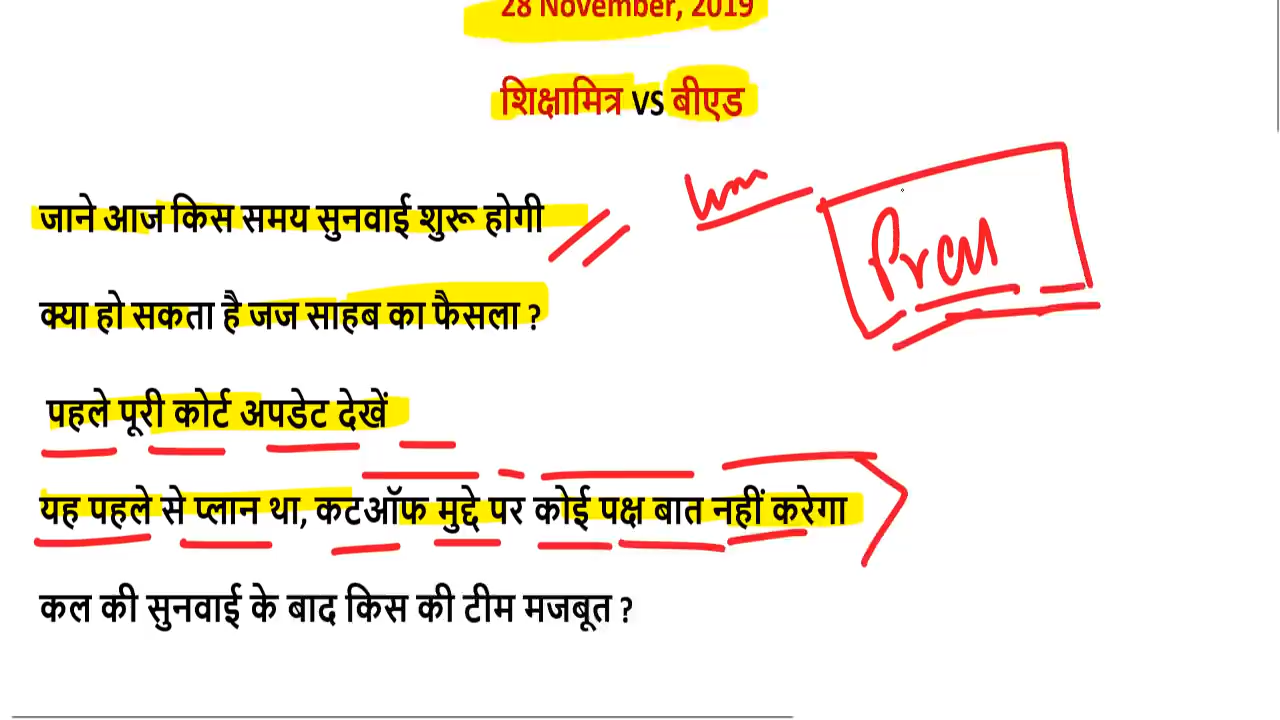 28 November, 2019
शिक्षामित्र VS बीएड
जाने आज किस समय सुनवाई शुरू होगी
क्या हो सकता है जज साहब का फैसला ?
पहले पूरी कोर्ट अपडेट देखें
यह पहले से प्लान था, कटऑफ मुद्दे पर कोई पक्ष बात नहीं करेगा
कल की सुनवाई के बाद किस की टीम मजबूत ?